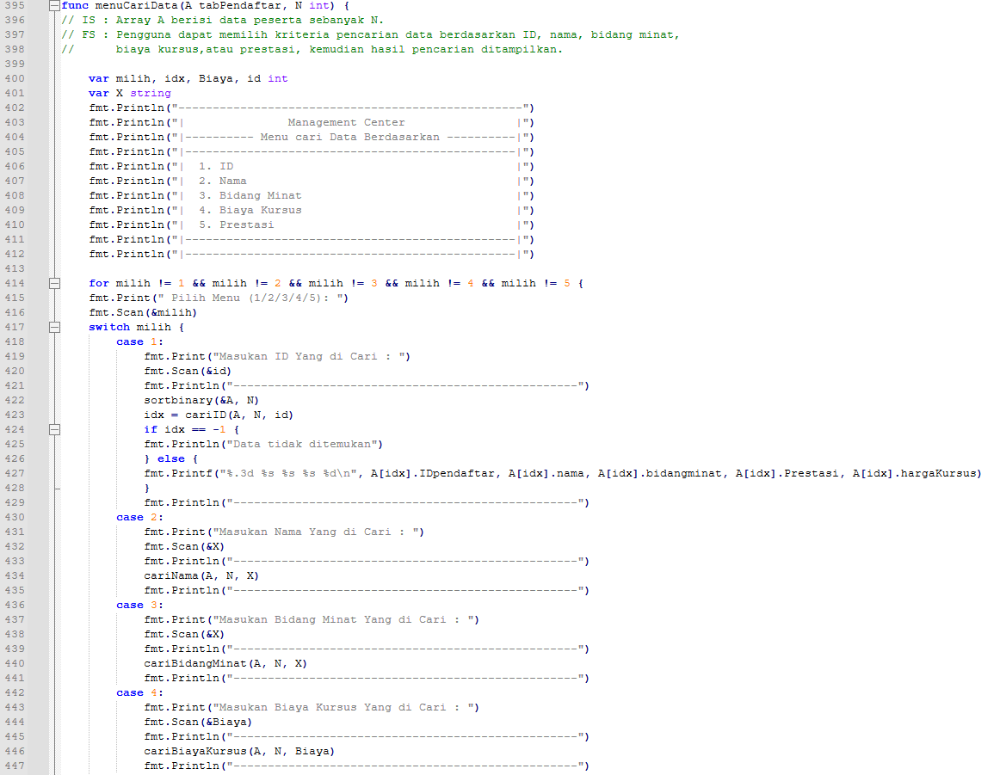 395 func menuCariData(A tabPendaftar, N int) {
396 // IS : Array A berisi data peserta sebanyak N.
397 // FS : Pengguna dapat memilih kriteria pencarian data berdasarkan ID, nama, bidang minat,
398 //      biaya kursus,atau prestasi, kemudian hasil pencarian ditampilkan.
399
400     var milih, idx, Biaya, id int
401     var X string
402     fmt.Println("--------------------------------------------------")
403     fmt.Println("|               Management Center                |")
404     fmt.Println("|---------- Menu cari Data Berdasarkan ----------|")
405     fmt.Println("|------------------------------------------------|")
406     fmt.Println("|  1. ID                                         |")
407     fmt.Println("|  2. Nama                                       |")
408     fmt.Println("|  3. Bidang Minat                               |")
409     fmt.Println("|  4. Biaya Kursus                               |")
410     fmt.Println("|  5. Prestasi                                   |")
411     fmt.Println("|------------------------------------------------|")
412     fmt.Println("|------------------------------------------------|")
413
414     for milih != 1 && milih != 2 && milih != 3 && milih != 4 && milih != 5 {
415     fmt.Print(" Pilih Menu (1/2/3/4/5): ")
416     fmt.Scan(&milih)
417     switch milih {
418         case 1:
419             fmt.Print("Masukan ID Yang di Cari : ")
420             fmt.Scan(&id)
421             fmt.Println("--------------------------------------------------")
422             sortbinary(&A, N)
423             idx = cariID(A, N, id)
424             if idx == -1 {
425             fmt.Println("Data tidak ditemukan")
426             } else {
427             fmt.Printf("%.3d %s %s %s %d\n", A[idx].IDpendaftar, A[idx].nama, A[idx].bidangminat, A[idx].Prestasi, A[idx].hargaKursus)
428             }
429             fmt.Println("--------------------------------------------------")
430         case 2:
431             fmt.Print("Masukan Nama Yang di Cari : ")
432             fmt.Scan(&X)
433             fmt.Println("--------------------------------------------------")
434             cariNama(A, N, X)
435             fmt.Println("--------------------------------------------------")
436         case 3:
437             fmt.Print("Masukan Bidang Minat Yang di Cari : ")
438             fmt.Scan(&X)
439             fmt.Println("--------------------------------------------------")
440             cariBidangMinat(A, N, X)
441             fmt.Println("--------------------------------------------------")
442         case 4:
443             fmt.Print("Masukan Biaya Kursus Yang di Cari : ")
444             fmt.Scan(&Biaya)
445             fmt.Println("--------------------------------------------------")
446             cariBiayaKursus(A, N, Biaya)
447             fmt.Println("--------------------------------------------------")